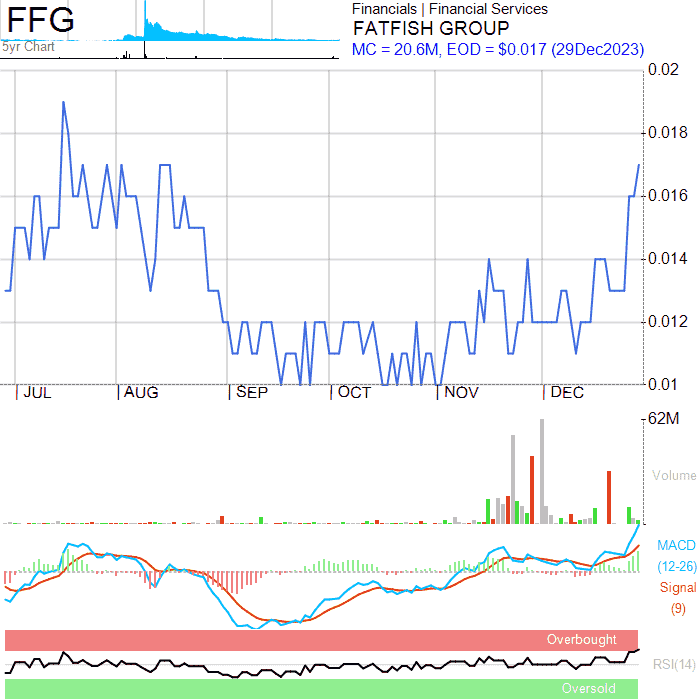 FFG
5yr Chart
Financials | Financial Services
FATFISH GROUP
MC = 20.6M, EOD = $0.017 (29Dec2023)
0.02
0.018
0.016
0.014
0.012
0.01
JUL AUG SEP OCT NOV DEC
62M
Volume
MACD
(12-26)
Signal
(9)
Overbought
RSI(14)
Oversold